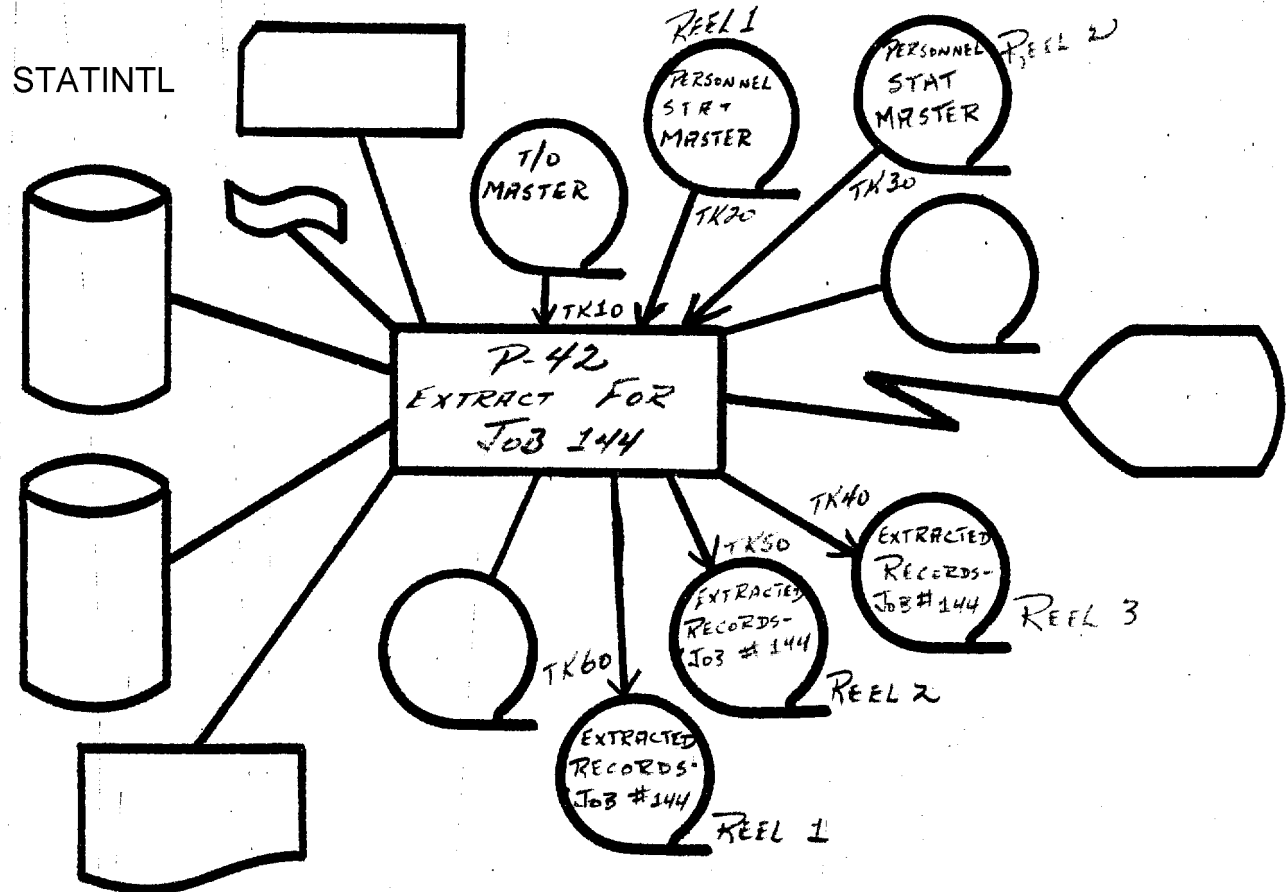 STATINTL
REEL 1
PERSONNEL
STAT
MASTER
PERSONNEL
STAT
MASTER
REEL 2
T/O
MASTER
TK20
TK30
TK10
P-42
EXTRACT FOR
JOB 144
TK40
TK50
EXTRACTED
RECORDS-
JOB # 144
REEL 3
EXTRACTED
RECORDS-
JOB # 144
REEL 2
TK60
EXTRACTED
RECORDS-
JOB # 144
REEL 1